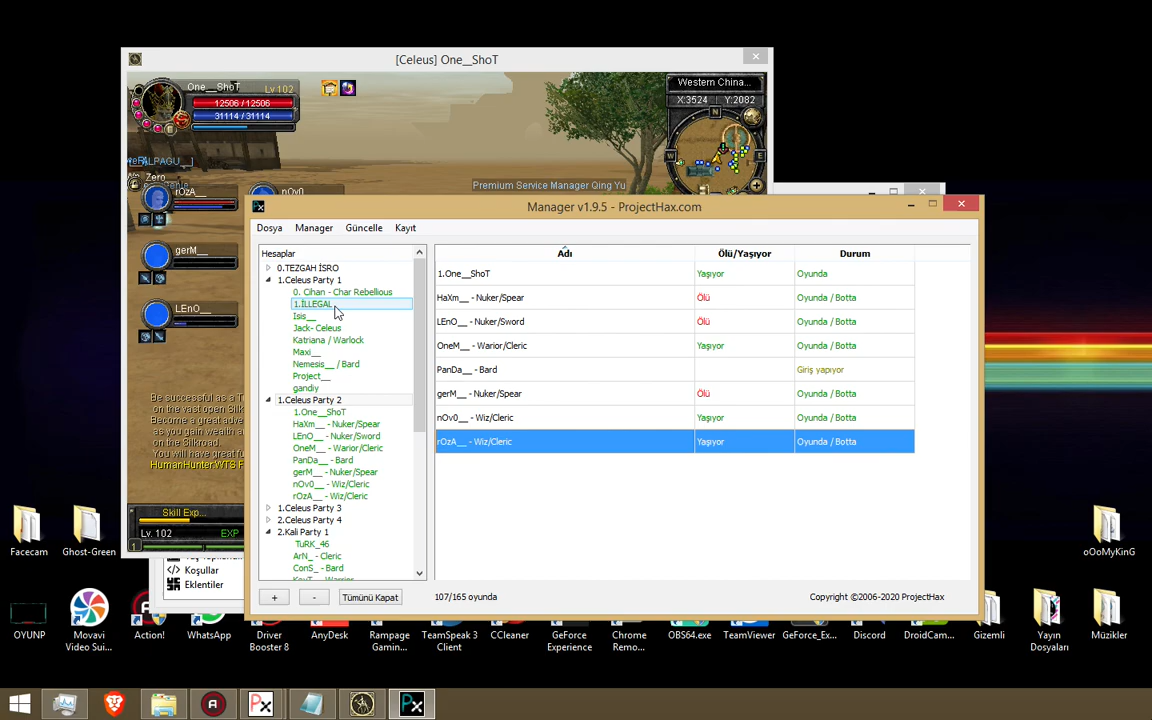 [Celeus] One__ShoT
One__ShoT
Lv 102
12506 / 12506
31114 / 31114
Western China...
X:3524 Y:2082
N
W
E
Zero
rOzA__
nOv0__
Premium Service Manager Qing Yu
germ__
LEnO__
Be successful as a T
on the vast open Silk
Become a great adve
as you gain wealth a
on the Silkroad.
You will have great fu
HumanHunter:WTS F
Skill Exp...
Lv. 102
EXP
1
Manager v1.9.5 - ProjectHax.com
Dosya
Manager
Güncelle
Kayıt
Hesaplar
0.TEZGAH İSRO
1.Celeus Party 1
0. Cihan - Char Rebellious
1.İLLEGAL
Isis__
Jack- Celeus
Katriana / Warlock
Maxi__
Nemesis__ / Bard
Project__
gandiy
1.Celeus Party 2
1.One__ShoT
HaXm__ - Nuker/Spear
LEnO__ - Nuker/Sword
OneM__ - Warior/Cleric
PanDa__ - Bard
gerM__ - Nuker/Spear
nOv0__ - Wiz/Cleric
rOzA__ - Wiz/Cleric
1.Celeus Party 3
1.Celeus Party 4
2.Kali Party 1
TuRK_46
ArN_ - Cleric
ConS_ - Bard
Adı
Ölü/Yaşıyor
Durum
1.One__ShoT
Yaşıyor
Oyunda
HaXm__ - Nuker/Spear
Ölü
Oyunda / Botta
LEnO__ - Nuker/Sword
Ölü
Oyunda / Botta
OneM__ - Warior/Cleric
Yaşıyor
Oyunda / Botta
PanDa__ - Bard
Giriş yapıyor
gerM__ - Nuker/Spear
Ölü
Oyunda / Botta
nOv0__ - Wiz/Cleric
Yaşıyor
Oyunda / Botta
rOzA__ - Wiz/Cleric
Yaşıyor
Oyunda / Botta
+
-
Tümünü Kapat
107/165 oyunda
Copyright ©2006-2020 ProjectHax
Koşullar
Eklentiler
Facecam
Ghost-Green
oOoMyKinG
OYUNP
Movavi
Video Sui...
Action!
WhatsApp
Driver
Booster 8
AnyDesk
Rampage
Gamin...
TeamSpeak 3
Client
CCleaner
GeForce
Experience
Chrome
Remo...
OBS64.exe
TeamViewer
GeForce_Ex...
Discord
DroidCam...
Gizemli
Yayın
Dosyaları
Müzikler